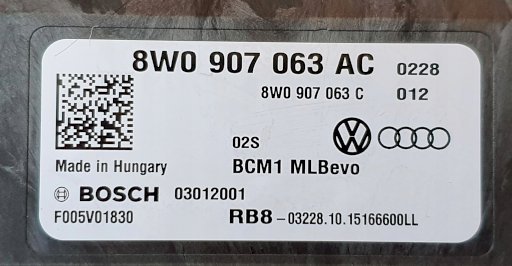 8W0 907 063 AC 0228
8W0 907 063 C 012
02S
Made in Hungary BCM1 MLBevo
BOSCH 03012001
F005V01830 RB8-03228.10.15166600LL